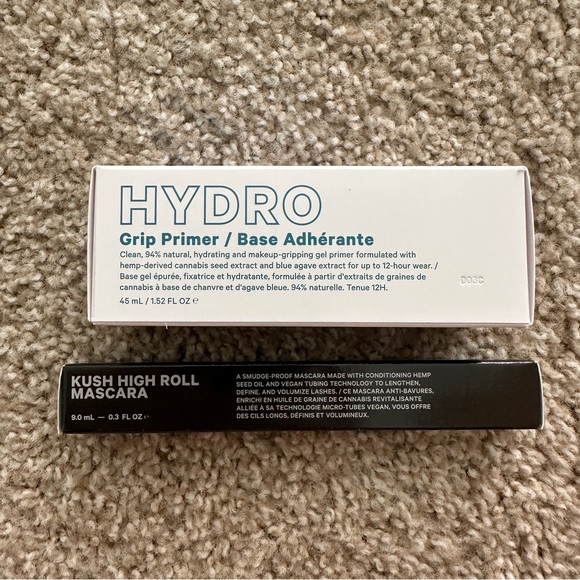 HYDRO
Grip Primer / Base Adhérante
Clean, 94% natural, hydrating and makeup-gripping gel primer formulated with
hemp-derived cannabis seed extract and blue agave extract for up to 12-hour wear. /
Base gel épurée, fixatrice et hydratante, formulée à partir d'extraits de graines de
cannabis à base de chanvre et d'agave bleue. 94% naturelle. Tenue 12H.
45 mL / 1.52 FL OZ ℮
KUSH HIGH ROLL
MASCARA
9.0 mL — 0.3 FL OZ ℮
A SMUDGE-PROOF MASCARA MADE WITH CONDITIONING HEMP
SEED OIL AND VEGAN TUBING TECHNOLOGY TO LENGTHEN,
DEFINE, AND VOLUMIZE LASHES. / CE MASCARA ANTI-BAVURES,
ENRICHI EN HUILE DE GRAINE DE CANNABIS REVITALISANTE
ALLIÉE À SA TECHNOLOGIE MICRO-TUBES VEGAN, VOUS OFFRE
DES CILS LONGS, DÉFINIS ET VOLUMINEUX.